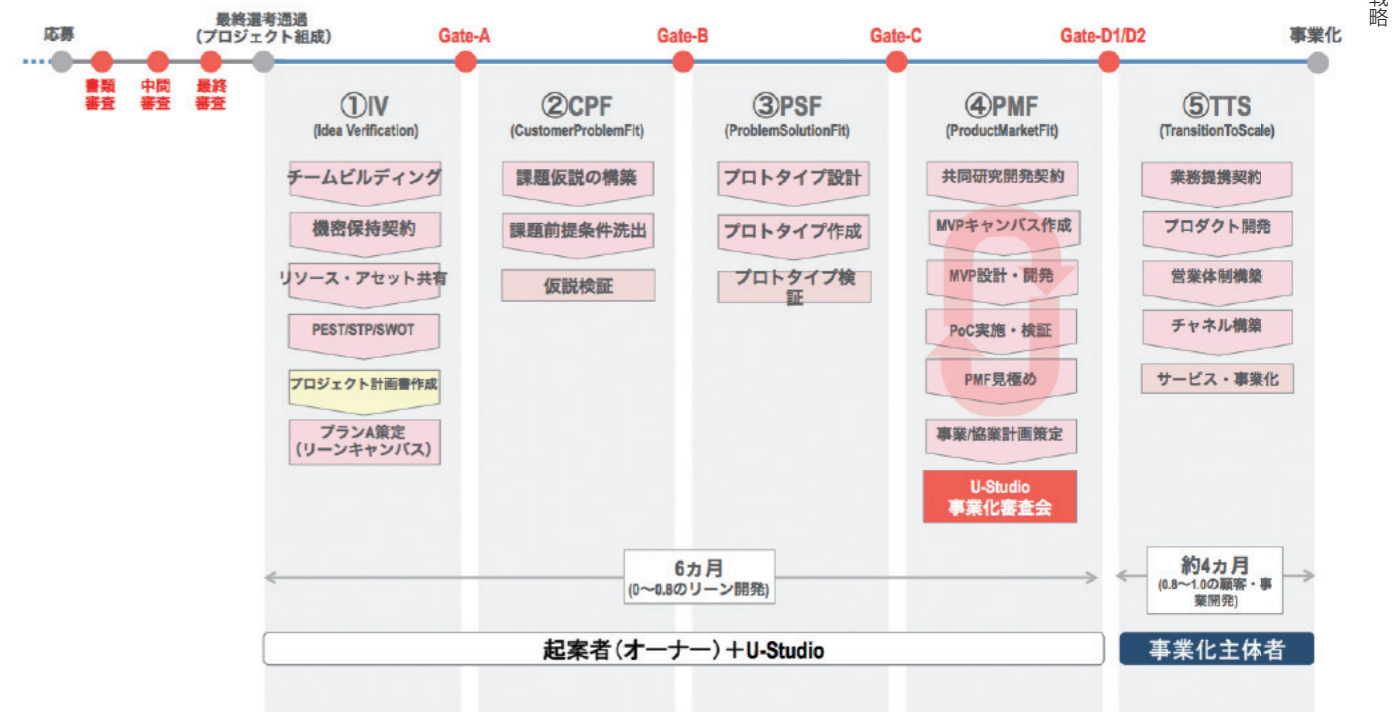 戦略
応募
最終選考通過
(プロジェクト組成)
Gate-A
Gate-B
Gate-C
Gate-D1/D2
事業化
書類
審査
中間
審査
最終
審査
①IV
(Idea Verification)
チームビルディング
機密保持契約
リソース・アセット共有
PEST/STP/SWOT
プロジェクト計画書作成
プランA策定
(リーンキャンバス)
②CPF
(CustomerProblemFit)
課題仮説の構築
課題前提条件洗出
仮説検証
③PSF
(ProblemSolutionFit)
プロトタイプ設計
プロトタイプ作成
プロトタイプ検
証
④PMF
(ProductMarketFit)
共同研究開発契約
MVPキャンバス作成
MVP設計・開発
PoC実施・検証
PMF見極め
事業/協業計画策定
U-Studio
事業化審査会
⑤TTS
(TransitionToScale)
業務提携契約
プロダクト開発
営業体制構築
チャネル構築
サービス・事業化
6ヵ月
(0〜0.8のリーン開発)
約4ヵ月
(0.8〜1.0の顧客・事
業開発)
起案者(オーナー)+U-Studio
事業化主体者